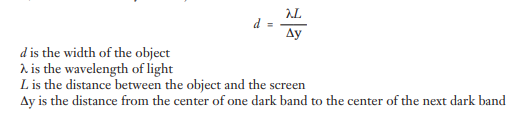 d = λL / Δy
d is the width of the object
λ is the wavelength of light
L is the distance between the object and the screen
Δy is the distance from the center of one dark band to the center of the next dark band